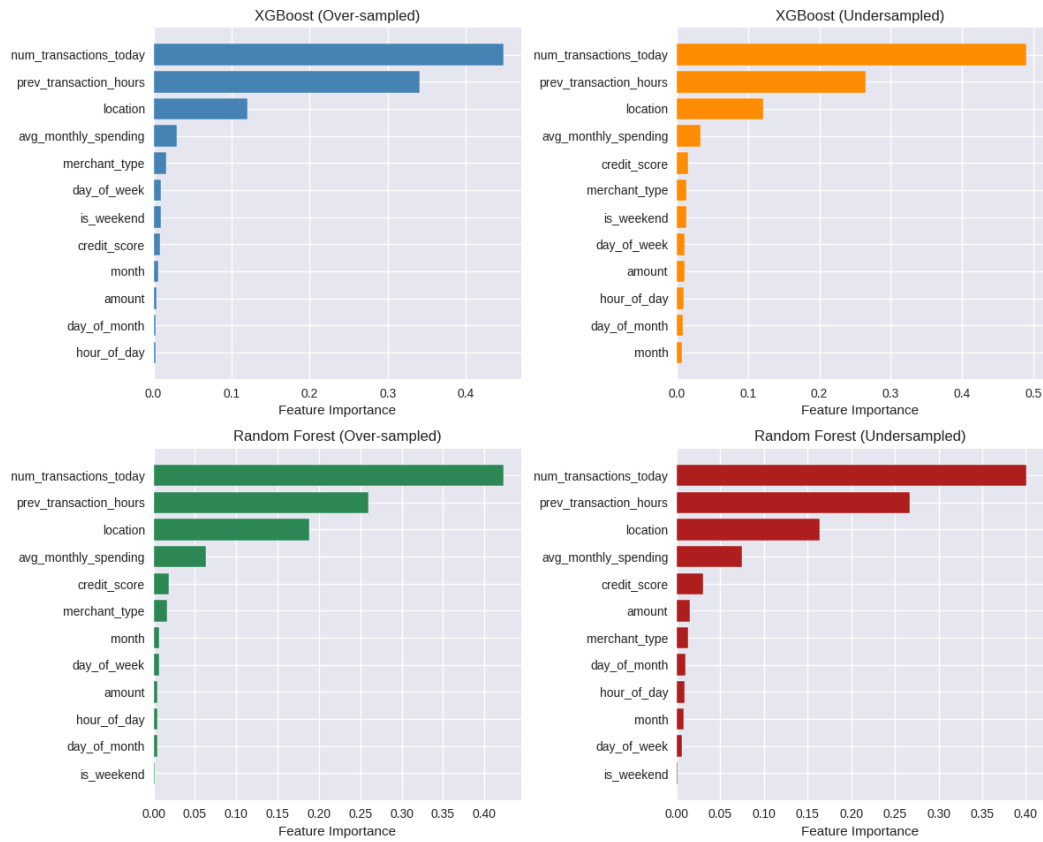 XGBoost (Over-sampled)
num_transactions_today
prev_transaction_hours
location
avg_monthly_spending
merchant_type
day_of_week
is_weekend
credit_score
month
amount
day_of_month
hour_of_day
0.0 0.1 0.2 0.3 0.4
Feature Importance
XGBoost (Undersampled)
num_transactions_today
prev_transaction_hours
location
avg_monthly_spending
credit_score
merchant_type
is_weekend
day_of_week
amount
hour_of_day
day_of_month
month
0.0 0.1 0.2 0.3 0.4 0.5
Feature Importance
Random Forest (Over-sampled)
num_transactions_today
prev_transaction_hours
location
avg_monthly_spending
credit_score
merchant_type
month
day_of_week
amount
hour_of_day
day_of_month
is_weekend
0.00 0.05 0.10 0.15 0.20 0.25 0.30 0.35 0.40
Feature Importance
Random Forest (Undersampled)
num_transactions_today
prev_transaction_hours
location
avg_monthly_spending
credit_score
amount
merchant_type
day_of_month
hour_of_day
month
day_of_week
is_weekend
0.00 0.05 0.10 0.15 0.20 0.25 0.30 0.35 0.40
Feature Importance